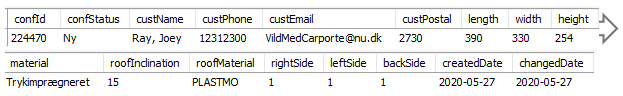 confId confStatus custName custPhone custEmail custPostal length width height
224470 Ny Ray, Joey 12312300 VildMedCarporte@nu.dk 2730 390 330 254
material roofInclination roofMaterial rightSide leftSide backSide createdDate changedDate
Trykimprægneret 15 PLASTMO 1 1 1 2020-05-27 2020-05-27